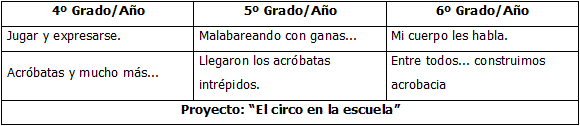 4º Grado/Año 5º Grado/Año 6º Grado/Año
Jugar y expresarse. Malabareando con ganas... Mi cuerpo les habla.
Acróbatas y mucho más... Llegaron los acróbatas intrépidos. Entre todos... construimos acrobacia
Proyecto: “El circo en la escuela”